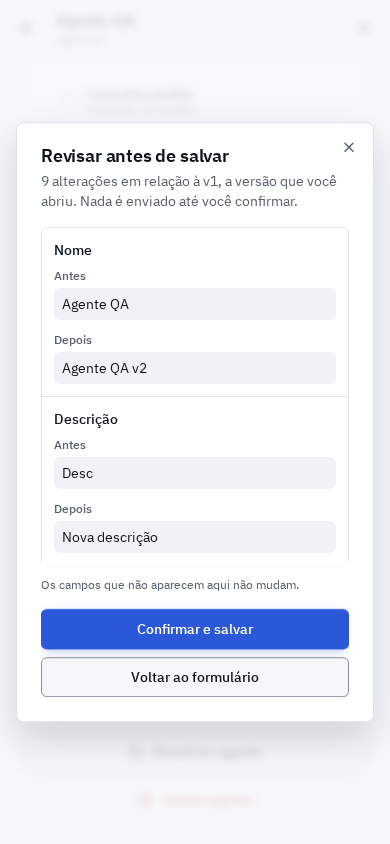 Revisar antes de salvar
9 alterações em relação à v1, a versão que você
abriu. Nada é enviado até você confirmar.
Nome
Antes
Agente QA
Depois
Agente QA v2
Descrição
Antes
Desc
Depois
Nova descrição
Os campos que não aparecem aqui não mudam.
Confirmar e salvar
Voltar ao formulário